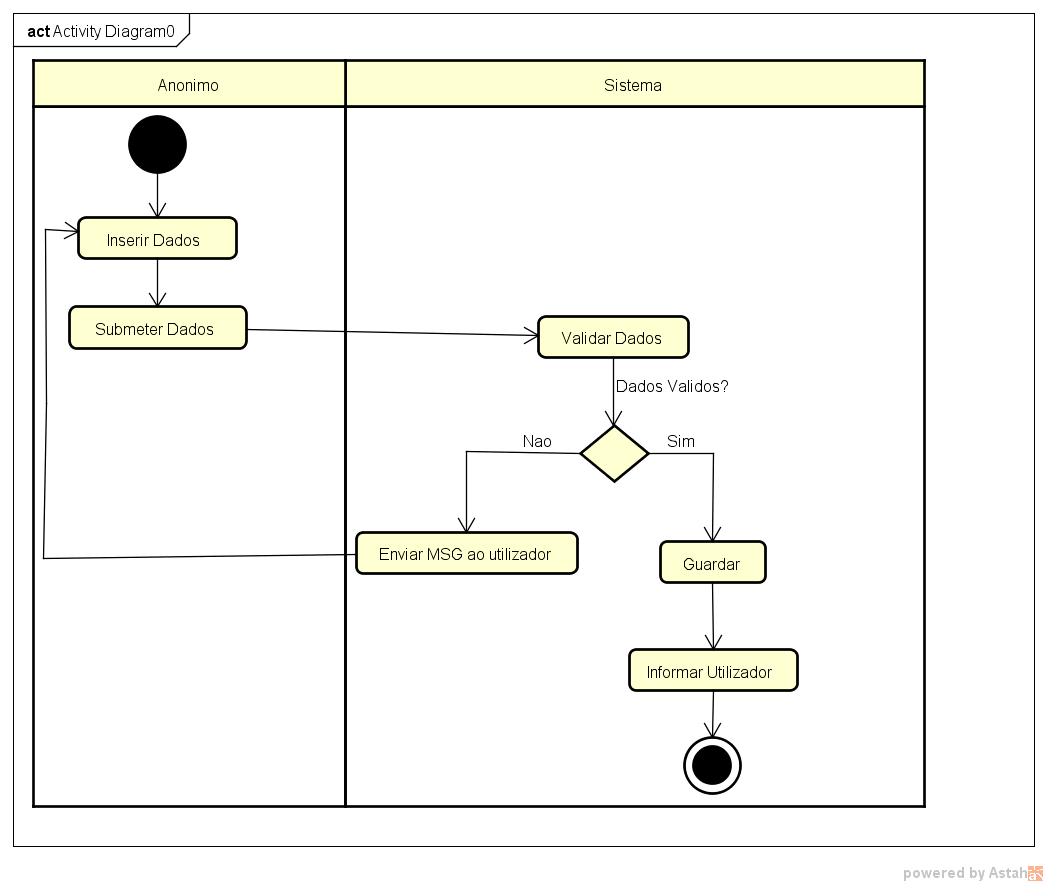 act Activity Diagram0
Anonimo
Sistema
Inserir Dados
Submeter Dados
Validar Dados
Dados Validos?
Nao
Sim
Enviar MSG ao utilizador
Guardar
Informar Utilizador
powered by Astah